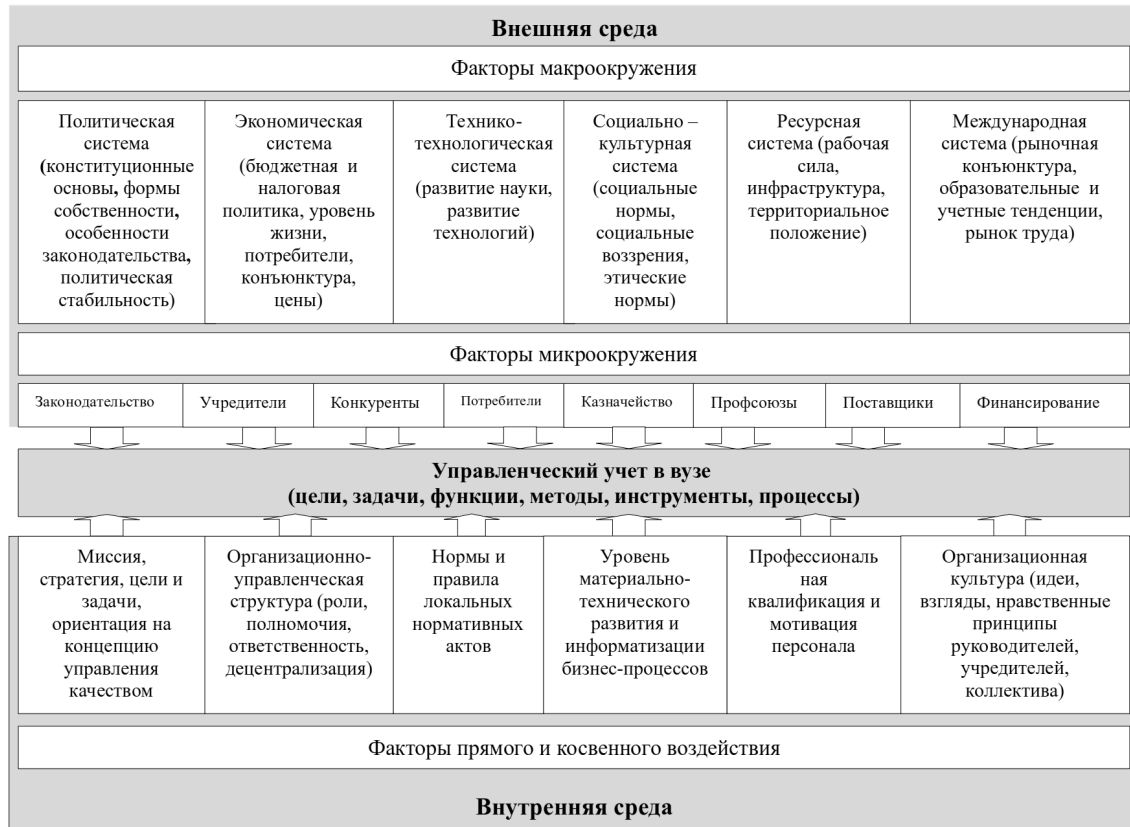 Внешняя среда
Факторы макроокружения
Политическая
система
(конституционные
основы, формы
собственности,
особенности
законодательства,
политическая
стабильность)
Экономическая
система
(бюджетная и
налоговая
политика, уровень
жизни,
потребители,
конъюнктура,
цены)
Технико-
технологическая
система
(развитие науки,
развитие
технологий)
Социально –
культурная
система
(социальные
нормы,
социальные
воззрения,
этические
нормы)
Ресурсная
система (рабочая
сила,
инфраструктура,
территориальное
положение)
Международная
система (рыночная
конъюнктура,
образовательные и
учетные тенденции,
рынок труда)
Факторы микроокружения
Законодательство
Учредители
Конкуренты
Потребители
Казначейство
Профсоюзы
Поставщики
Финансирование
Управленческий учет в вузе
(цели, задачи, функции, методы, инструменты, процессы)
Миссия,
стратегия, цели и
задачи,
ориентация на
концепцию
управления
качеством
Организационно-
управленческая
структура (роли,
полномочия,
ответственность,
децентрализация)
Нормы и
правила
локальных
нормативных
актов
Уровень
материально-
технического
развития и
информатизации
бизнес-процессов
Профессиональ
ная
квалификация и
мотивация
персонала
Организационная
культура (идеи,
взгляды, нравственные
принципы
руководителей,
учредителей,
коллектива)
Факторы прямого и косвенного воздействия
Внутренняя среда